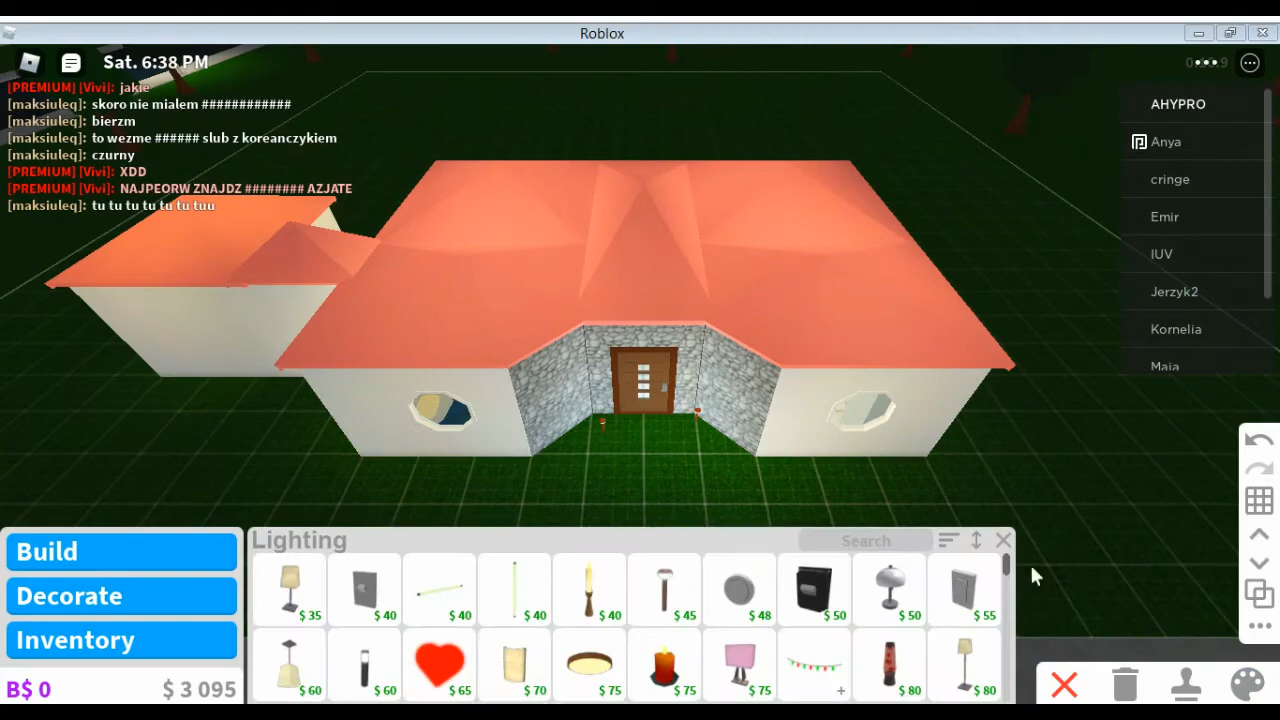 Roblox
Sat. 6:38 PM
[PREMIUM] [Vivi]: jakie
[maksiuleq]: skoro nie mialem ############
[maksiuleq]: bierzm
[maksiuleq]: to wezme ###### slub z koreanczykiem
[maksiuleq]: czurny
[PREMIUM] [Vivi]: XDD
[PREMIUM] [Vivi]: NAJPEORW ZNAJDZ ######## AZJATE
[maksiuleq]: tu tu tu tu tu tu tuu
AHYPRO
Anya
cringe
Emir
IUV
Jerzyk2
Kornelia
Maja
Build
Decorate
Inventory
B$ 0 $ 3 095
Lighting
Search
$ 35 $ 40 $ 40 $ 40 $ 40 $ 45 $ 48 $ 50 $ 50 $ 55
$ 60 $ 60 $ 65 $ 70 $ 75 $ 75 $ 75 + $ 80 $ 80